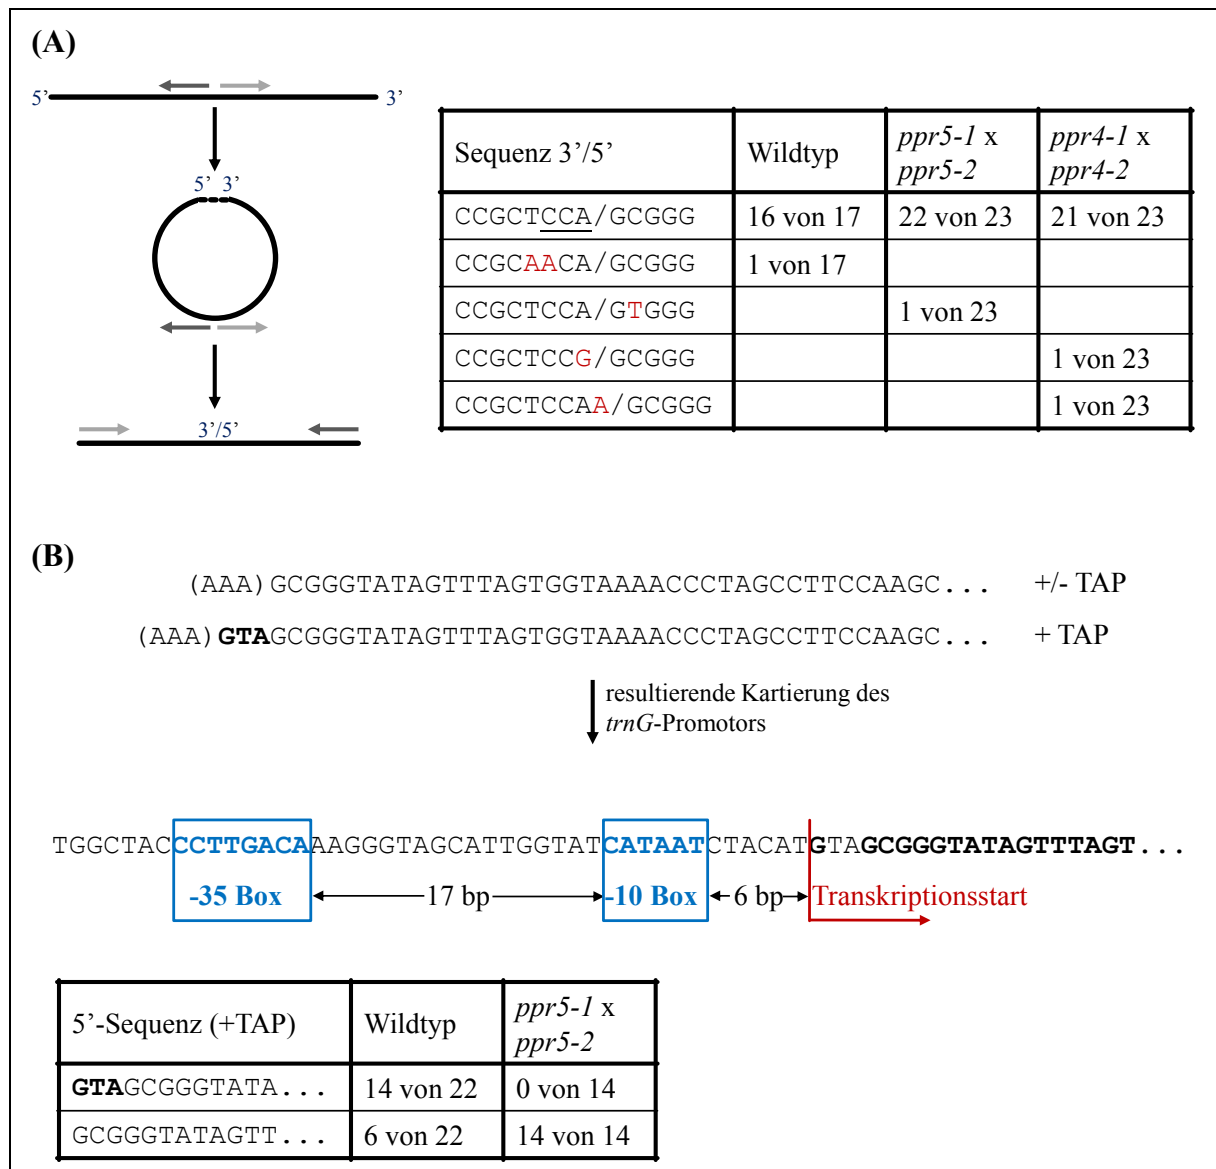 (A)
5’ 3’
5’ 3’
3’/5’
Sequenz 3’/5’ Wildtyp ppr5-1 x ppr5-2 ppr4-1 x ppr4-2
CCGCTCCA/GCGGG 16 von 17 22 von 23 21 von 23
CCGCAACA/GCGGG 1 von 17
CCGCTCCA/GTGGG 1 von 23
CCGCTCCG/GCGGG 1 von 23
CCGCTCCAA/GCGGG 1 von 23
(B)
(AAA)GCGGGTATAGTTTAGTGGTAAAACCCTAGCCTTCCAAGC... +/- TAP
(AAA)GTAGCGGGTATAGTTTAGTGGTAAAACCCTAGCCTTCCAAGC... + TAP
resultierende Kartierung des
trnG-Promotors
TGGCTACCCTTGACAAAGGGTAGCATTGGTATCATAATCTACATGTAGCGGGTATAGTTTAGT...
-35 Box 17 bp -10 Box 6 bp Transkriptionsstart
5’-Sequenz (+TAP) Wildtyp ppr5-1 x ppr5-2
GTAGCGGGTATA... 14 von 22 0 von 14
GCGGGTATAGTT... 6 von 22 14 von 14